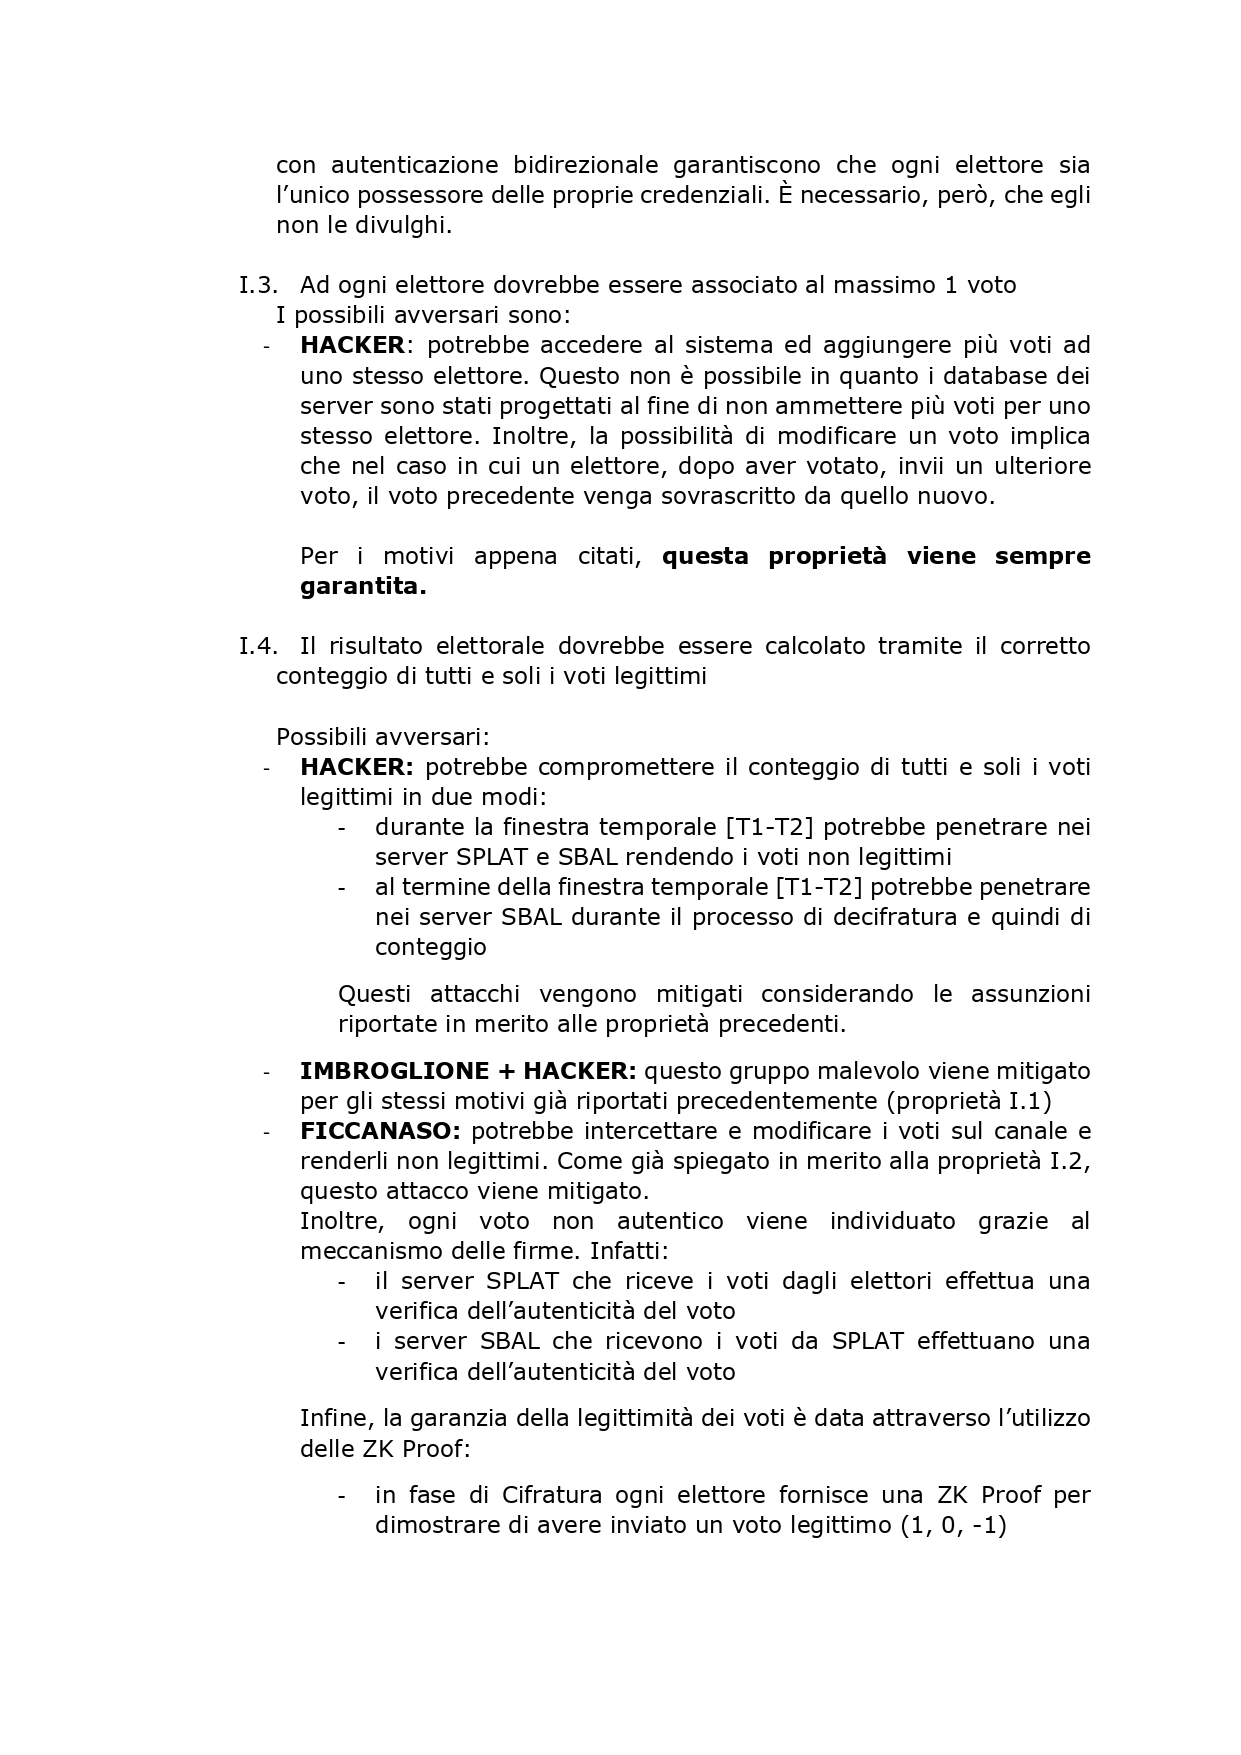 con autenticazione bidirezionale garantiscono che ogni elettore sia
l’unico possessore delle proprie credenziali. È necessario, però, che egli
non le divulghi.
I.3. Ad ogni elettore dovrebbe essere associato al massimo 1 voto
I possibili avversari sono:
- HACKER: potrebbe accedere al sistema ed aggiungere più voti ad
uno stesso elettore. Questo non è possibile in quanto i database dei
server sono stati progettati al fine di non ammettere più voti per uno
stesso elettore. Inoltre, la possibilità di modificare un voto implica
che nel caso in cui un elettore, dopo aver votato, invii un ulteriore
voto, il voto precedente venga sovrascritto da quello nuovo.
Per i motivi appena citati, questa proprietà viene sempre
garantita.
I.4. Il risultato elettorale dovrebbe essere calcolato tramite il corretto
conteggio di tutti e soli i voti legittimi
Possibili avversari:
- HACKER: potrebbe compromettere il conteggio di tutti e soli i voti
legittimi in due modi:
- durante la finestra temporale [T1-T2] potrebbe penetrare nei
server SPLAT e SBAL rendendo i voti non legittimi
- al termine della finestra temporale [T1-T2] potrebbe penetrare
nei server SBAL durante il processo di decifratura e quindi di
conteggio
Questi attacchi vengono mitigati considerando le assunzioni
riportate in merito alle proprietà precedenti.
- IMBROGLIONE + HACKER: questo gruppo malevolo viene mitigato
per gli stessi motivi già riportati precedentemente (proprietà I.1)
- FICCANASO: potrebbe intercettare e modificare i voti sul canale e
renderli non legittimi. Come già spiegato in merito alla proprietà I.2,
questo attacco viene mitigato.
Inoltre, ogni voto non autentico viene individuato grazie al
meccanismo delle firme. Infatti:
- il server SPLAT che riceve i voti dagli elettori effettua una
verifica dell’autenticità del voto
- i server SBAL che ricevono i voti da SPLAT effettuano una
verifica dell’autenticità del voto
Infine, la garanzia della legittimità dei voti è data attraverso l’utilizzo
delle ZK Proof:
- in fase di Cifratura ogni elettore fornisce una ZK Proof per
dimostrare di avere inviato un voto legittimo (1, 0, -1)